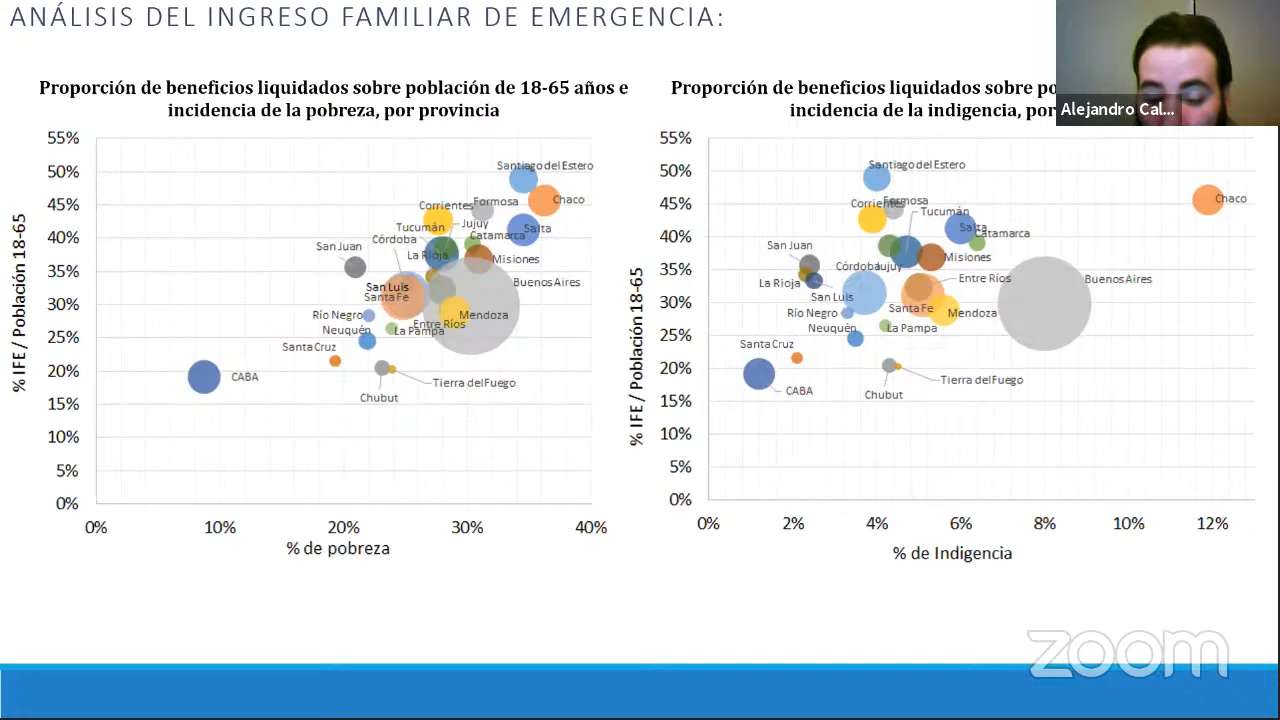 ANÁLISIS DEL INGRESO FAMILIAR DE EMERGENCIA:
Alejandro Cal...
Proporción de beneficios liquidados sobre población de 18-65 años e
incidencia de la pobreza, por provincia
% IFE / Población 18-65
55%
50%
45%
40%
35%
30%
25%
20%
15%
10%
5%
0%
Santiago del Estero
Chaco
Formosa
Corrientes
Salta
Tucumán
Jujuy
Catamarca
Córdoba
San Juan
La Rioja
Misiones
Buenos Aires
San Luis
Santa Fe
Río Negro
Mendoza
Entre Ríos
Neuquén
La Pampa
Santa Cruz
CABA
Tierra del Fuego
Chubut
0%
10%
20%
30%
40%
% de pobreza
Proporción de beneficios liquidados sobre po
incidencia de la indigencia, por
% IFE / Población 18-65
55%
50%
45%
40%
35%
30%
25%
20%
15%
10%
5%
0%
Santiago del Estero
Chaco
Formosa
Corrientes
Tucumán
Salta
Catamarca
San Juan
Misiones
Córdoba
Jujuy
Entre Ríos
Buenos Aires
La Rioja
San Luis
Santa Fe
Río Negro
Mendoza
Neuquén
La Pampa
Santa Cruz
CABA
Tierra del Fuego
Chubut
0%
2%
4%
6%
8%
10%
12%
% de Indigencia
zoom